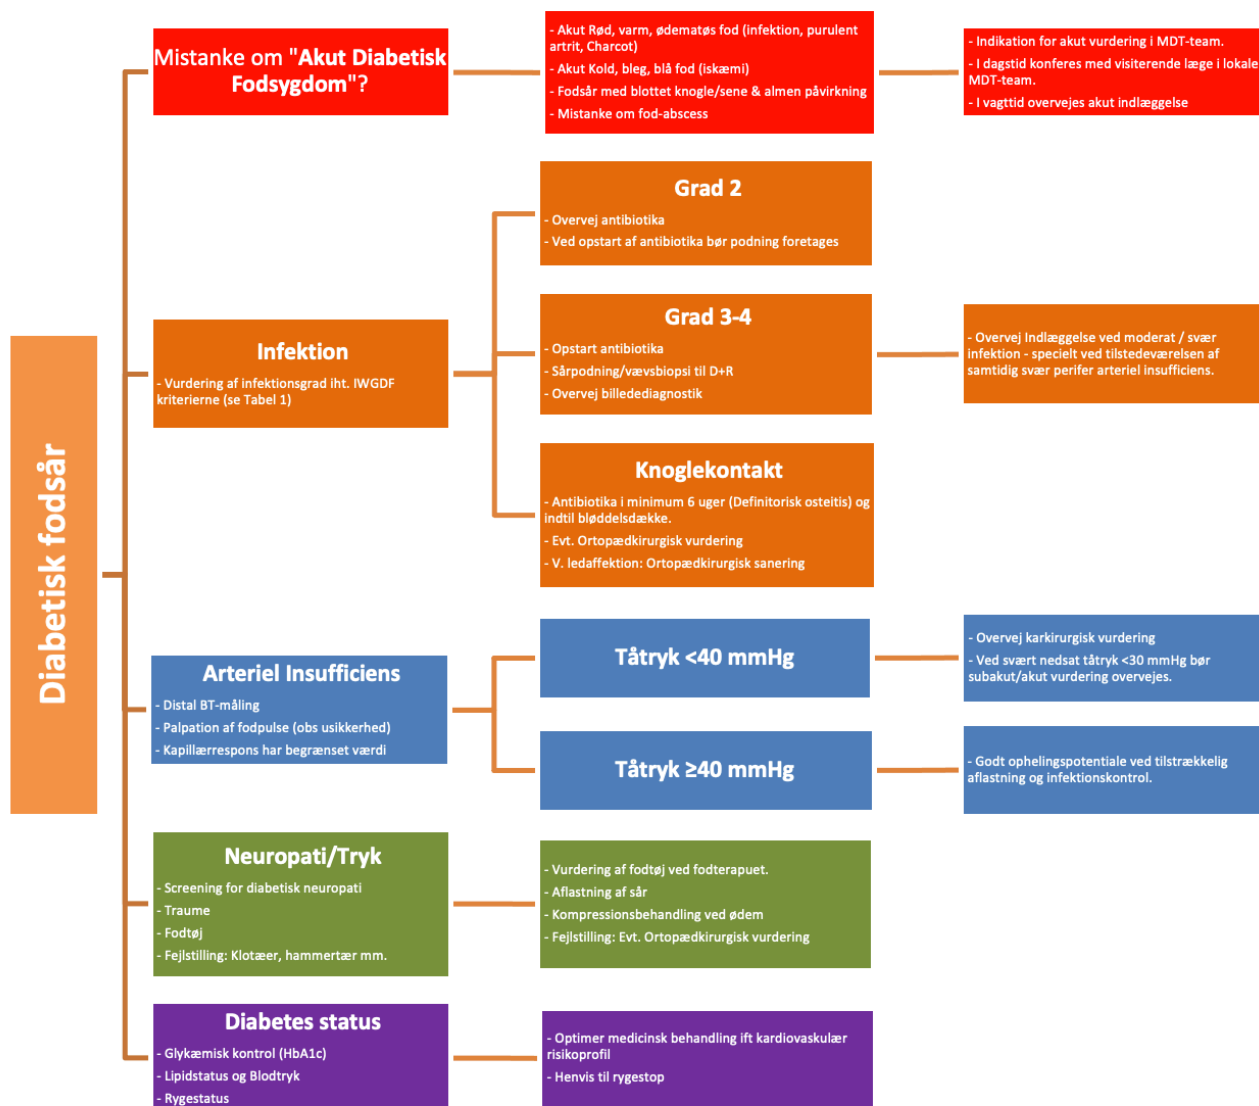 Diabetisk fodsår
Mistanke om "Akut Diabetisk
Fodsygdom"?
- Akut Rød, varm, ødematøs fod (infektion, purulent
artrit, Charcot)
- Akut Kold, bleg, blå fod (iskæmi)
- Fodsår med blottet knogle/sene & almen påvirkning
- Mistanke om fod-abscess
- Indikation for akut vurdering i MDT-team.
- I dagstid konferes med visiterende læge i lokale
MDT-team.
- I vagttid overvejes akut indlæggelse
Infektion
- Vurdering af infektionsgrad iht. IWGDF
kriterierne (se Tabel 1)
Grad 2
- Overvej antibiotika
- Ved opstart af antibiotika bør podning foretages
Grad 3-4
- Opstart antibiotika
- Sårpodning/vævsbiopsi til D+R
- Overvej billedediagnostik
- Overvej Indlæggelse ved moderat / svær
infektion - specielt ved tilstedeværelsen af
samtidig svær perifer arteriel insufficiens.
Knoglekontakt
- Antibiotika i minimum 6 uger (Definitorisk osteitis) og
indtil bløddelsdække.
- Evt. Ortopædkirurgisk vurdering
- V. ledaffektion: Ortopædkirurgisk sanering
Arteriel Insufficiens
- Distal BT-måling
- Palpation af fodpulse (obs usikkerhed)
- Kapillærrespons har begrænset værdi
Tåtryk <40 mmHg
- Overvej karkirurgisk vurdering
- Ved svært nedsat tåtryk <30 mmHg bør
subakut/akut vurdering overvejes.
Tåtryk ≥40 mmHg
- Godt ophelingspotentiale ved tilstrækkelig
aflastning og infektionskontrol.
Neuropati/Tryk
- Screening for diabetisk neuropati
- Traume
- Fodtøj
- Fejlstilling: Klotæer, hammertær mm.
- Vurdering af fodtøj ved fodterapuet.
- Aflastning af sår
- Kompressionsbehandling ved ødem
- Fejlstilling: Evt. Ortopædkirurgisk vurdering
Diabetes status
- Glykæmisk kontrol (HbA1c)
- Lipidstatus og Blodtryk
- Rygestatus
- Optimer medicinsk behandling ift kardiovaskulær
risikoprofil
- Henvis til rygestop